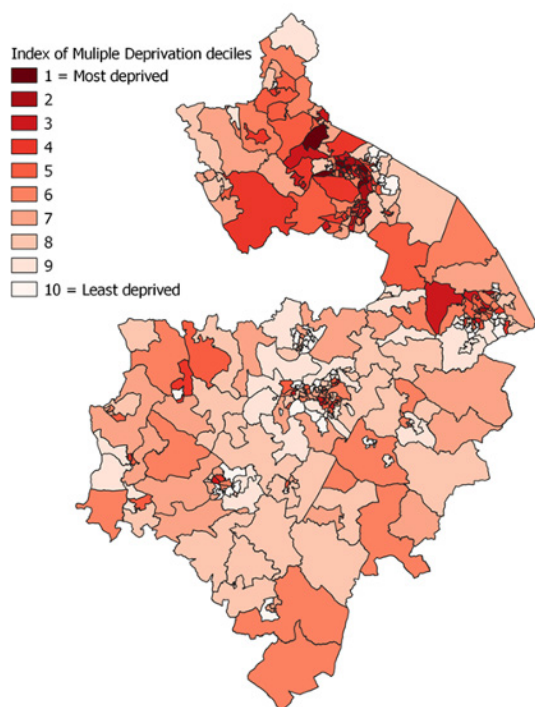 Index of Muliple Deprivation deciles
1 = Most deprived
2
3
4
5
6
7
8
9
10 = Least deprived